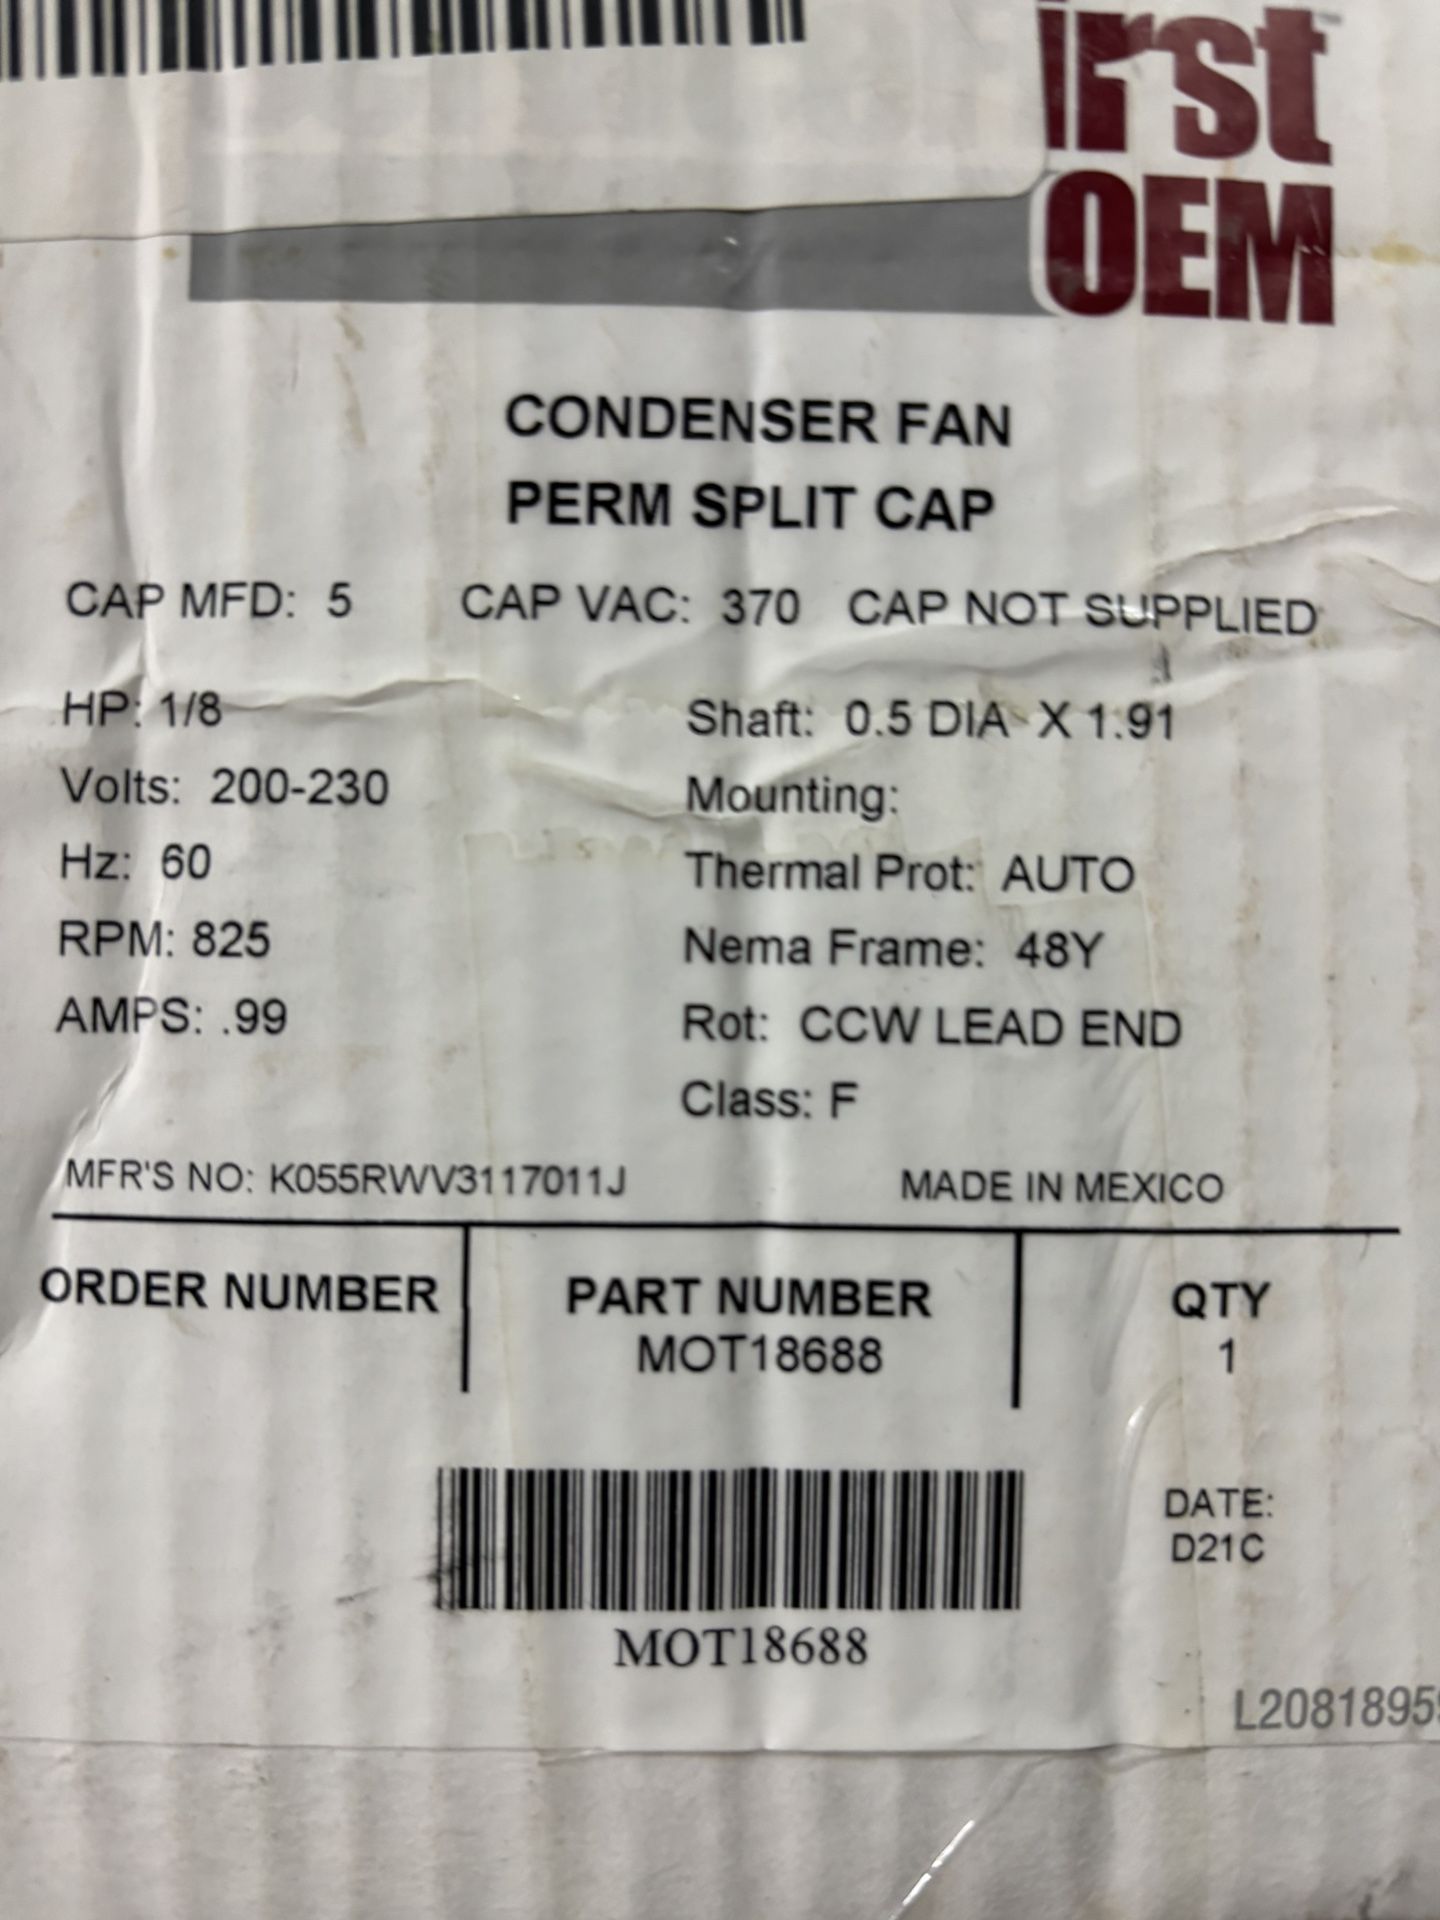 irst
OEM
CONDENSER FAN
PERM SPLIT CAP
CAP MFD: 5 CAP VAC: 370 CAP NOT SUPPLIED
HP: 1/8
Shaft: 0.5 DIA X 1.91
Volts: 200-230
Mounting:
Hz: 60
Thermal Prot: AUTO
RPM: 825
Nema Frame: 48Y
AMPS: .99
Rot: CCW LEAD END
Class: F
MFR'S NO: K055RWV3117011J
MADE IN MEXICO
ORDER NUMBER
PART NUMBER
MOT18688
QTY
1
DATE:
D21C
MOT18688
L2081895